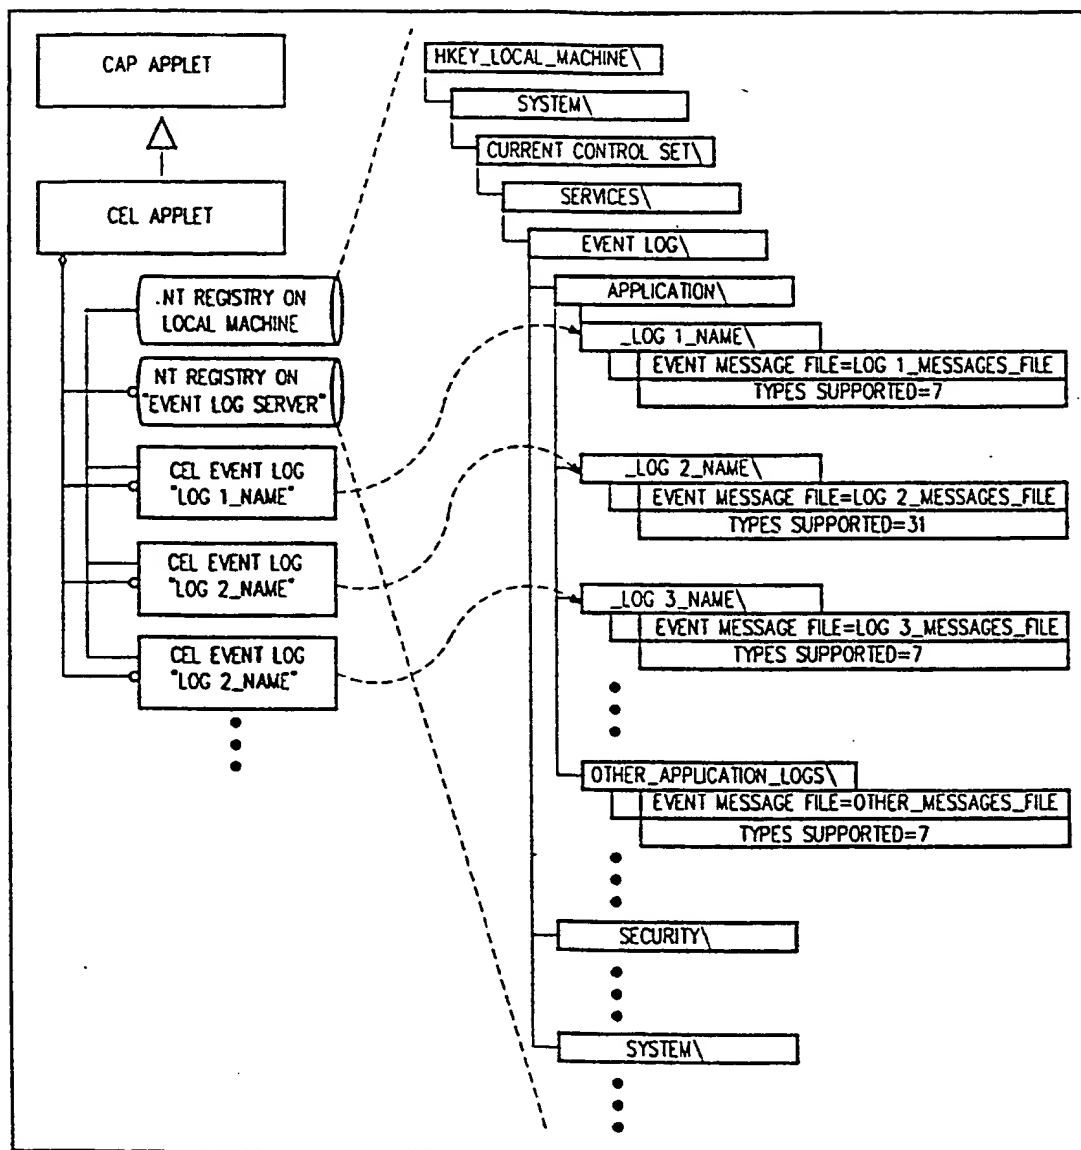 CAP APPLET
CEL APPLET
.NT REGISTRY ON
LOCAL MACHINE
NT REGISTRY ON
"EVENT LOG SERVER"
CEL EVENT LOG
"LOG 1_NAME"
CEL EVENT LOG
"LOG 2_NAME"
CEL EVENT LOG
"LOG 2_NAME"
HKEY_LOCAL_MACHINE\
SYSTEM\
CURRENT CONTROL SET\
SERVICES\
EVENT LOG\
APPLICATION\
_LOG 1_NAME\
EVENT MESSAGE FILE=LOG 1_MESSAGES_FILE
TYPES SUPPORTED=7
_LOG 2_NAME\
EVENT MESSAGE FILE=LOG 2_MESSAGES_FILE
TYPES SUPPORTED=31
_LOG 3_NAME\
EVENT MESSAGE FILE=LOG 3_MESSAGES_FILE
TYPES SUPPORTED=7
OTHER_APPLICATION_LOGS\
EVENT MESSAGE FILE=OTHER_MESSAGES_FILE
TYPES SUPPORTED=7
SECURITY\
SYSTEM\